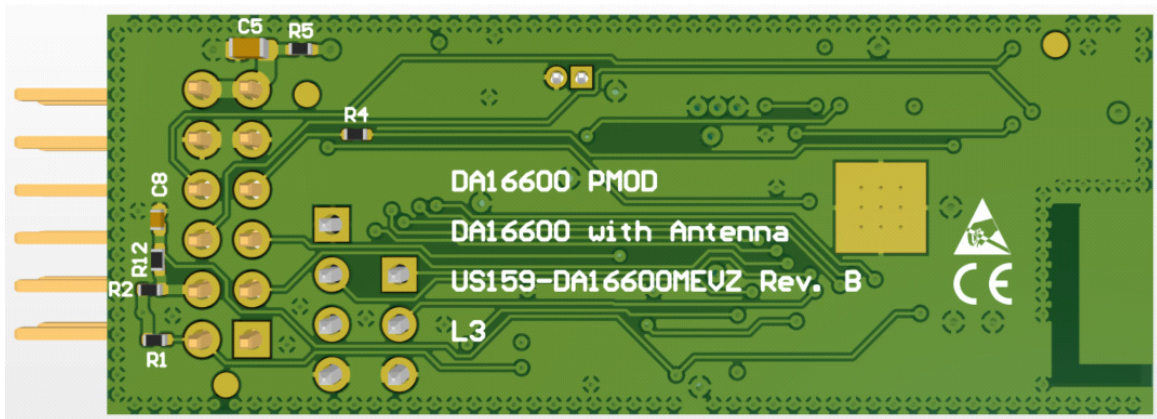 C5
R5
R4
C8
DA16600 PMOD
DA16600 with Antenna
R12
R2
US159-DA16600MEVZ Rev. B
CE
L3
R1